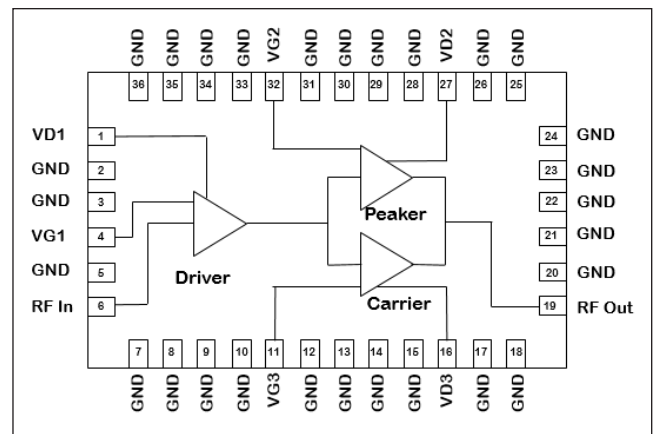 GND GND GND GND VG2 GND GND GND GND VD2 GND GND
36 35 34 33 32 31 30 29 28 27 26 25
VD1 1
GND 2
GND 3
VG1 4
GND 5
RF In 6
Driver
Peaker
Carrier
24 GND
23 GND
22 GND
21 GND
20 GND
19 RF Out
7 8 9 10 11 12 13 14 15 16 17 18
GND GND GND GND VG3 GND GND GND GND VD3 GND GND